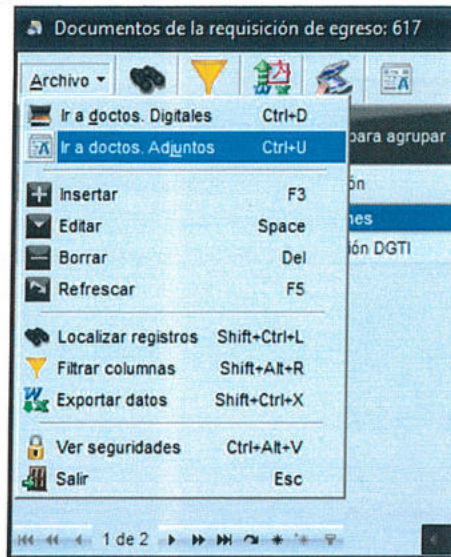 Documentos de la requisición de egreso: 617
Archivo
Ir a doctos. Digitales Ctrl+D
Ir a doctos. Adjuntos Ctrl+U
para agrupar
Insertar F3
ón
Editar Space
nes
Borrar Del
ión DGTI
Refrescar F5
Localizar registros Shift+Ctrl+L
Filtrar columnas Shift+Alt+R
Exportar datos Shift+Ctrl+X
Ver seguridades Ctrl+Alt+V
Salir Esc
1 de 2